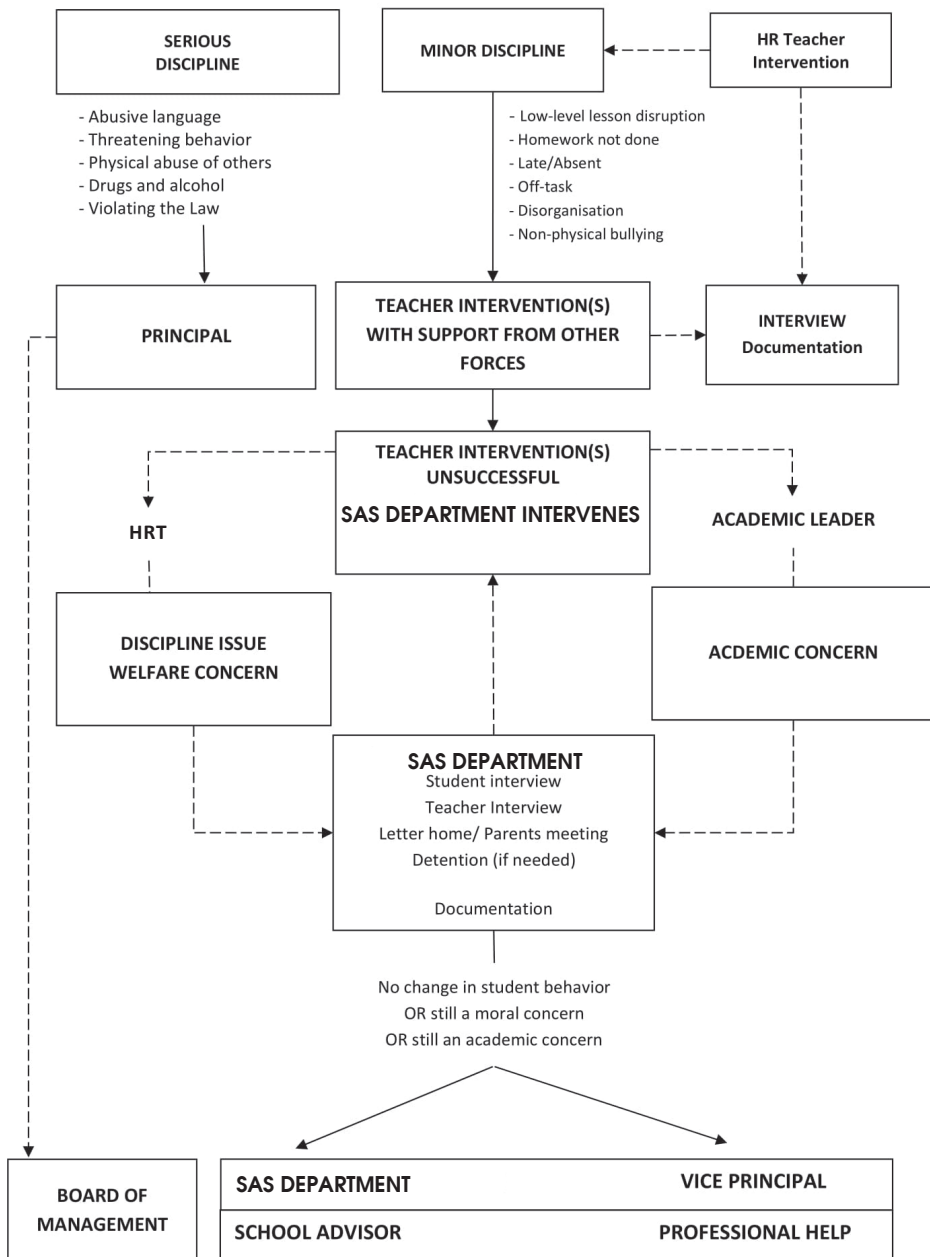 SERIOUS
DISCIPLINE
MINOR DISCIPLINE
HR Teacher
Intervention
- Abusive language
- Threatening behavior
- Physical abuse of others
- Drugs and alcohol
- Violating the Law
- Low-level lesson disruption
- Homework not done
- Late/Absent
- Off-task
- Disorganisation
- Non-physical bullying
PRINCIPAL
TEACHER INTERVENTION(S)
WITH SUPPORT FROM OTHER
FORCES
INTERVIEW
Documentation
TEACHER INTERVENTION(S)
UNSUCCESSFUL
SAS DEPARTMENT INTERVENES
HRT
ACADEMIC LEADER
DISCIPLINE ISSUE
WELFARE CONCERN
ACDEMIC CONCERN
SAS DEPARTMENT
Student interview
Teacher Interview
Letter home/ Parents meeting
Detention (if needed)
Documentation
No change in student behavior
OR still a moral concern
OR still an academic concern
BOARD OF
MANAGEMENT
SAS DEPARTMENT
VICE PRINCIPAL
SCHOOL ADVISOR
PROFESSIONAL HELP